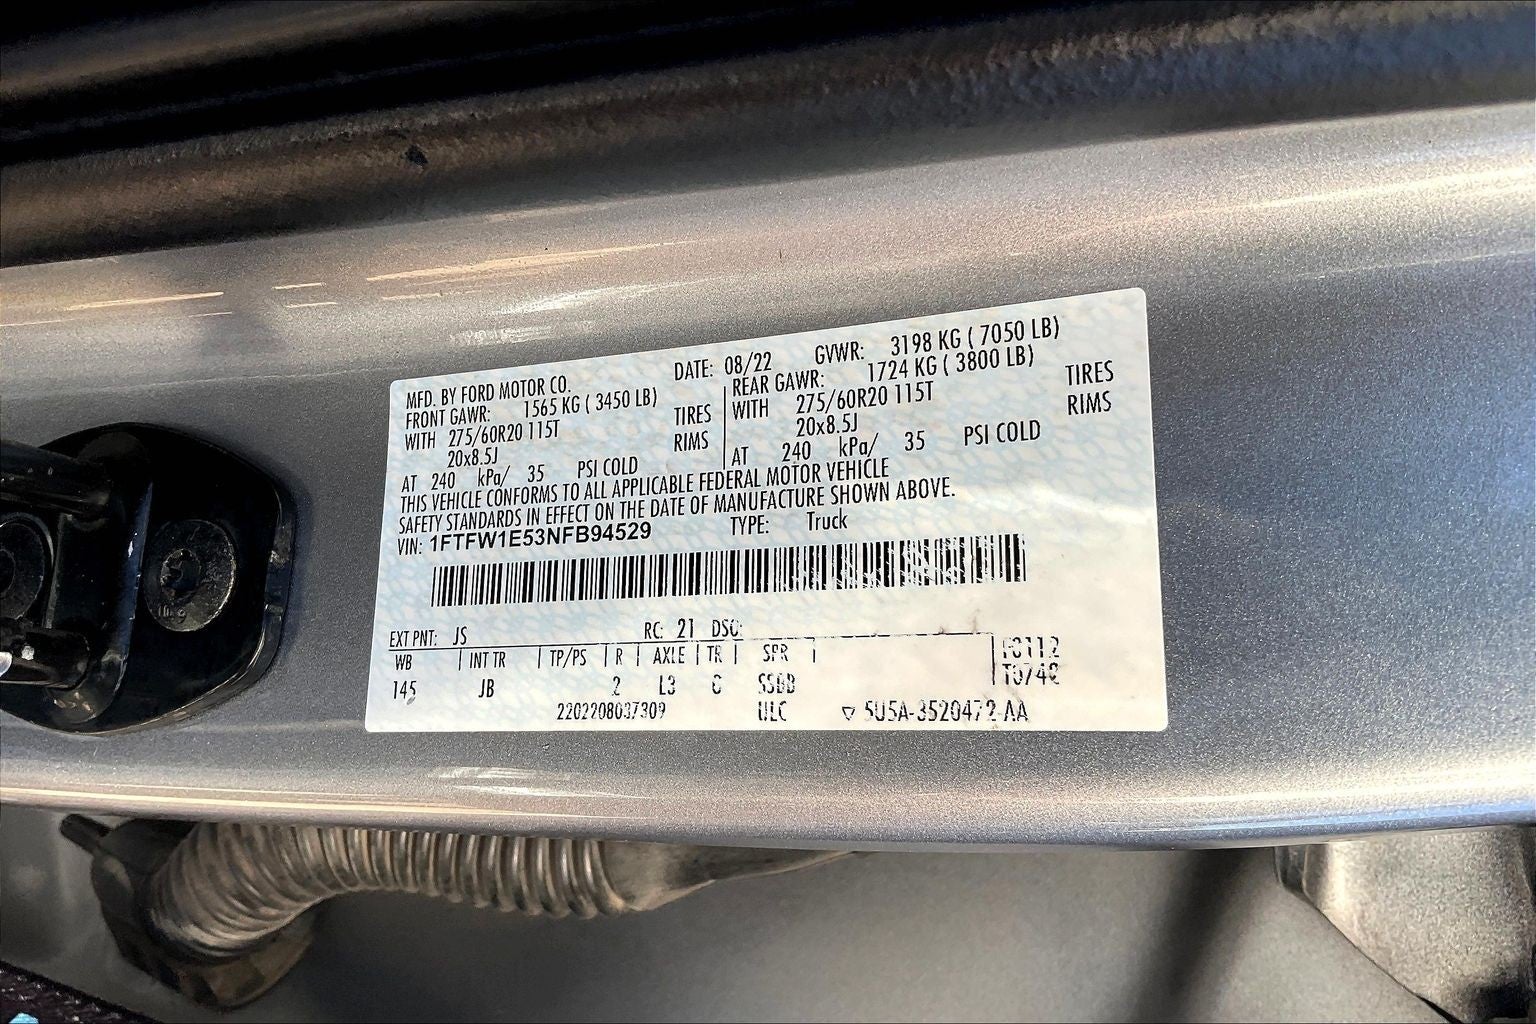 MFD. BY FORD MOTOR CO. DATE: 08/22 GVWR: 3198 KG ( 7050 LB)
FRONT GAWR: 1565 KG ( 3450 LB) REAR GAWR: 1724 KG ( 3800 LB)
WITH 275/60R20 115T TIRES WITH 275/60R20 115T TIRES
20x8.5J RIMS 20x8.5J RIMS
AT 240 kPa/ 35 PSI COLD AT 240 kPa/ 35 PSI COLD
THIS VEHICLE CONFORMS TO ALL APPLICABLE FEDERAL MOTOR VEHICLE
SAFETY STANDARDS IN EFFECT ON THE DATE OF MANUFACTURE SHOWN ABOVE.
VIN: 1FTFW1E53NFB94529 TYPE: Truck
EXT PNT: JS RC: 21 DSO:
WB | INT TR | TP/PS | R | AXLE | TR | SPR |
145 JB 2 L3 SSBB
2202208037309 ULC ▽ 5U5A-3520472-AA